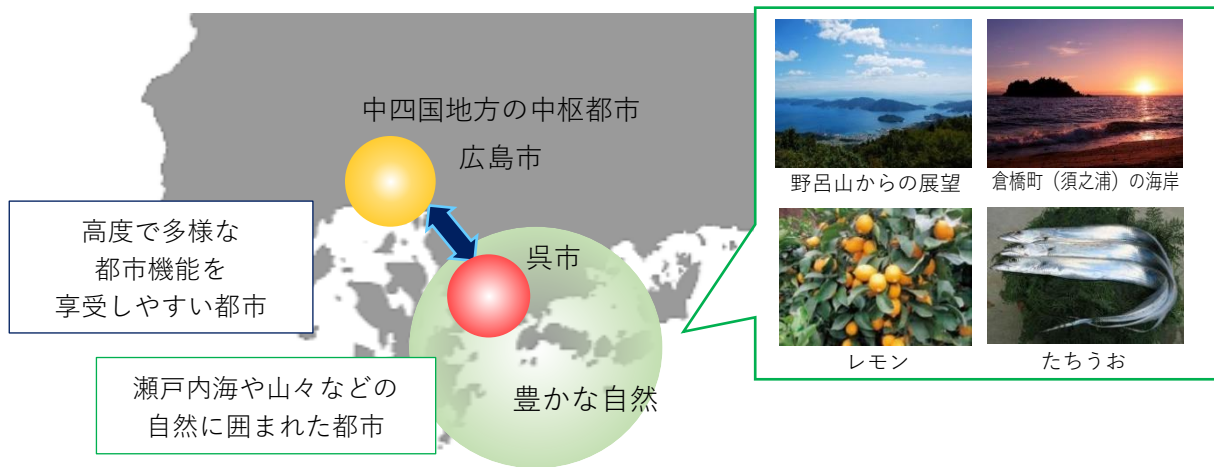 中四国地方の中枢都市
広島市
高度で多様な
都市機能を
享受しやすい都市
呉市
瀬戸内海や山々などの
自然に囲まれた都市
豊かな自然
野呂山からの展望
倉橋町（須之浦）の海岸
レモン
たちうお